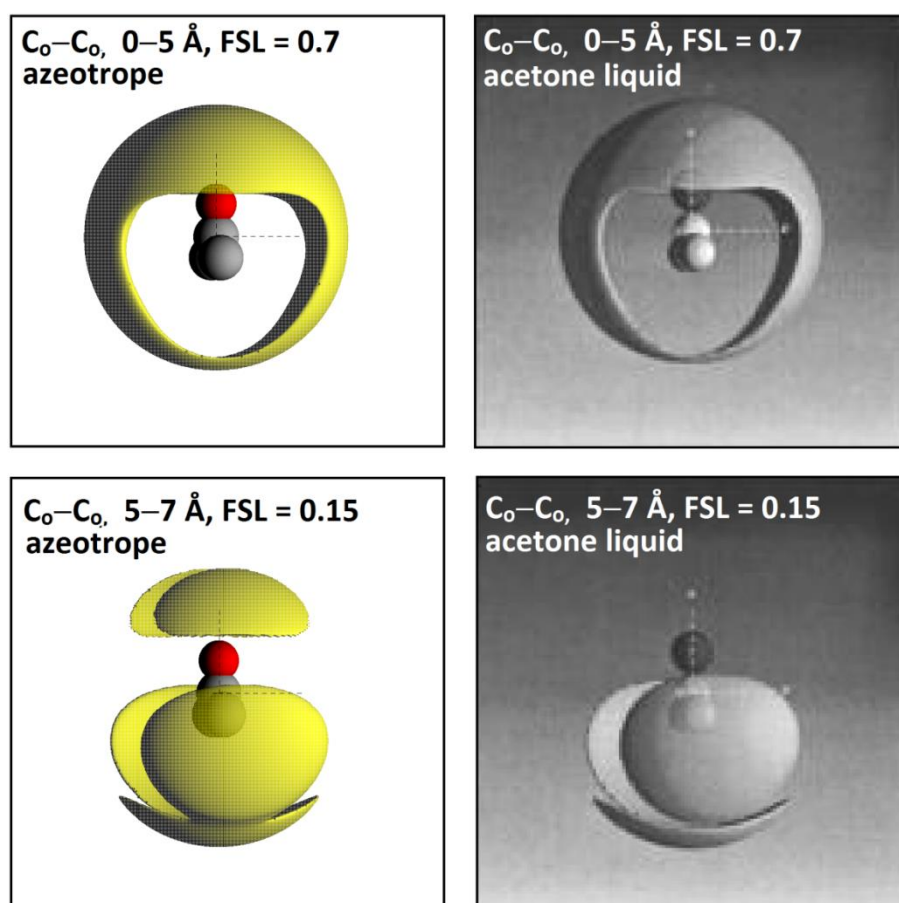 Co–Co, 0–5 Å, FSL = 0.7
azeotrope
Co–Co, 0–5 Å, FSL = 0.7
acetone liquid
Co–Co, 5–7 Å, FSL = 0.15
azeotrope
Co–Co, 5–7 Å, FSL = 0.15
acetone liquid